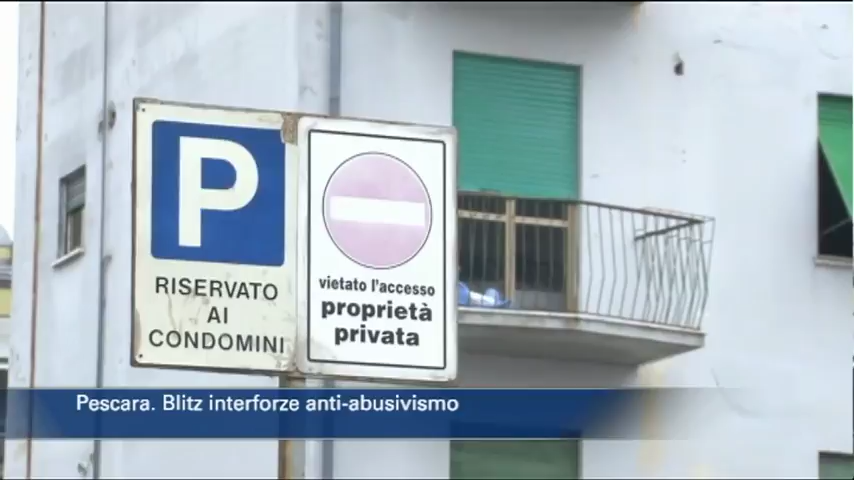 P
RISERVATO
AI
CONDOMINI
vietato l'accesso
proprietà
privata
Pescara. Blitz interforze anti-abusivismo